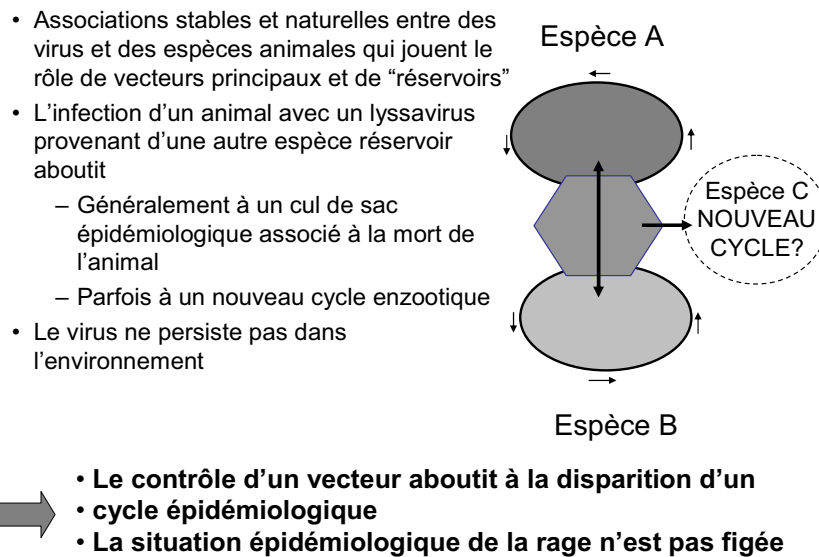 • Associations stables et naturelles entre des
virus et des espèces animales qui jouent le
rôle de vecteurs principaux et de “réservoirs”
• L’infection d’un animal avec un lyssavirus
provenant d’une autre espèce réservoir
aboutit
– Généralement à un cul de sac
épidémiologique associé à la mort de
l’animal
– Parfois à un nouveau cycle enzootique
• Le virus ne persiste pas dans
l’environnement
Espèce A
Espèce C
NOUVEAU
CYCLE?
Espèce B
• Le contrôle d’un vecteur aboutit à la disparition d’un
• cycle épidémiologique
• La situation épidémiologique de la rage n’est pas figée